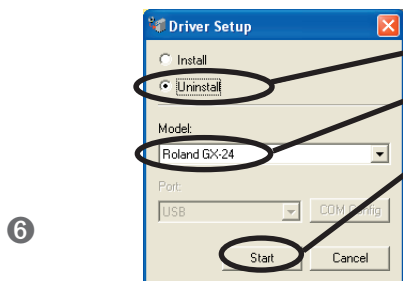 Driver Setup
Install
Uninstall
Model:
Roland GX-24
Port:
USB
COM Config
6
Start
Cancel